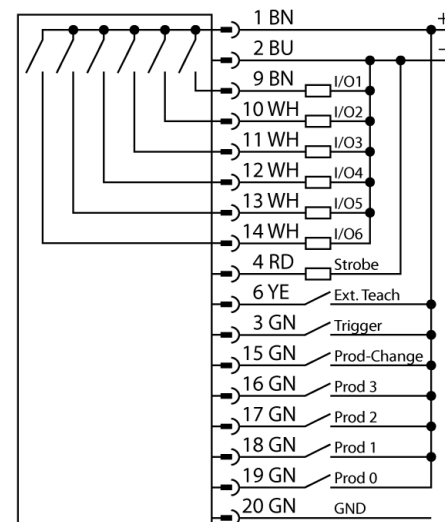 1 BN +
2 BU −
9 BN I/O1
10 WH I/O2
11 WH I/O3
12 WH I/O4
13 WH I/O5
14 WH I/O6
4 RD Strobe
6 YE Ext. Teach
3 GN Trigger
15 GN Prod-Change
16 GN Prod 3
17 GN Prod 2
18 GN Prod 1
19 GN Prod 0
20 GN GND